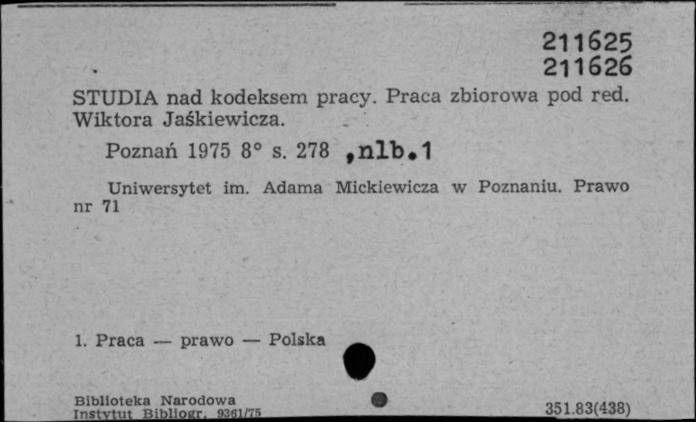 211625
211626
STUDIA nad kodeksem pracy. Praca zbiorowa pod red.
Wiktora Jaśkiewicza.
Poznań 1975 8° s. 278 ,nlb.1
Uniwersytet im. Adama Mickiewicza w Poznaniu. Prawo
nr 71
1. Praca — prawo — Polska
Biblioteka Narodowa
Instytut Bibliogr. 9361/75
351.83(438)